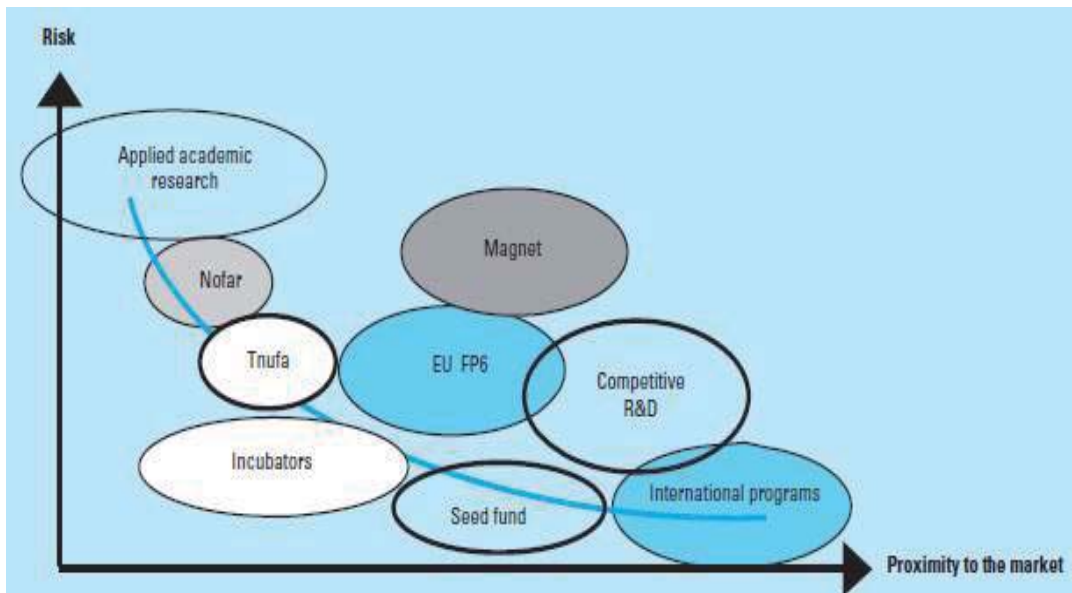 Risk
Applied academic
research
Magnet
Nofar
Tnufa
EU FP6
Competitive
R&D
Incubators
International programs
Seed fund
Proximity to the market